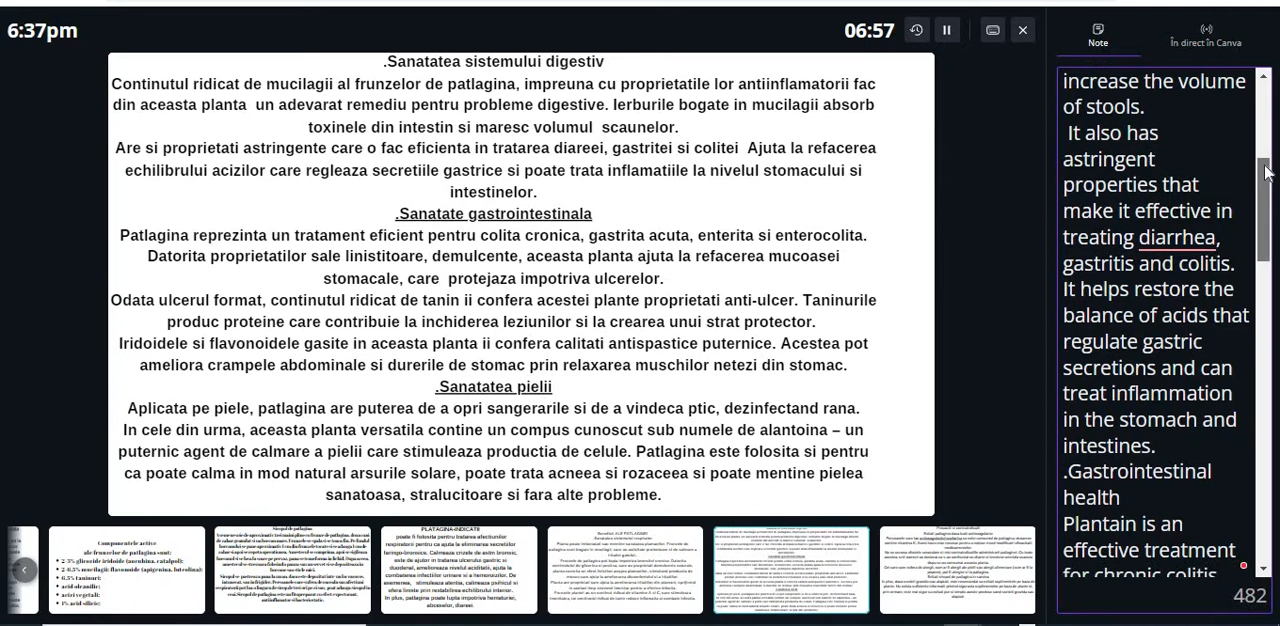 6:37pm
06:57
.Sanatatea sistemului digestiv
Continutul ridicat de mucilagii al frunzelor de patlagina, impreuna cu proprietatile lor antiinflamatorii fac
din aceasta planta un adevarat remediu pentru probleme digestive. Ierburile bogate in mucilagii absorb
toxinele din intestin si maresc volumul scaunelor.
Are si proprietati astringente care o fac eficienta in tratarea diareei, gastritei si colitei Ajuta la refacerea
echilibrului acizilor care regleaza secretiile gastrice si poate trata inflamatiile la nivelul stomacului si
intestinelor.
.Sanatate gastrointestinala
Patlagina reprezinta un tratament eficient pentru colita cronica, gastrita acuta, enterita si enterocolita.
Datorita proprietatilor sale linistitoare, demulcente, aceasta planta ajuta la refacerea mucoasei
stomacale, care protejaza impotriva ulcerelor.
Odata ulcerul format, continutul ridicat de tanin ii confera acestei plante proprietati anti-ulcer. Taninurile
produc proteine care contribuie la inchiderea leziunilor si la crearea unui strat protector.
Iridoidele si flavonoidele gasite in aceasta planta ii confera calitati antispastice puternice. Acestea pot
ameliora crampele abdominale si durerile de stomac prin relaxarea muschilor netezi din stomac.
.Sanatatea pielii
Aplicata pe piele, patlagina are puterea de a opri sangerarile si de a vindeca ptic, dezinfectand rana.
In cele din urma, aceasta planta versatila contine un compus cunoscut sub numele de alantoina – un
puternic agent de calmare a pielii care stimuleaza productia de celule. Patlagina este folosita si pentru
ca poate calma in mod natural arsurile solare, poate trata acneea si rozaceea si poate mentine pielea
sanatoasa, stralucitoare si fara alte probleme.
Note
În direct în Canva
increase the volume
of stools.
It also has
astringent
properties that
make it effective in
treating diarrhea,
gastritis and colitis.
It helps restore the
balance of acids that
regulate gastric
secretions and can
treat inflammation
in the stomach and
intestines.
.Gastrointestinal
health
Plantain is an
effective treatment
for chronic colitis,
482
Componentele active
ale frunzelor de patlagina sunt:
Siropul de patlagina
PLATAGINA-INDICATII